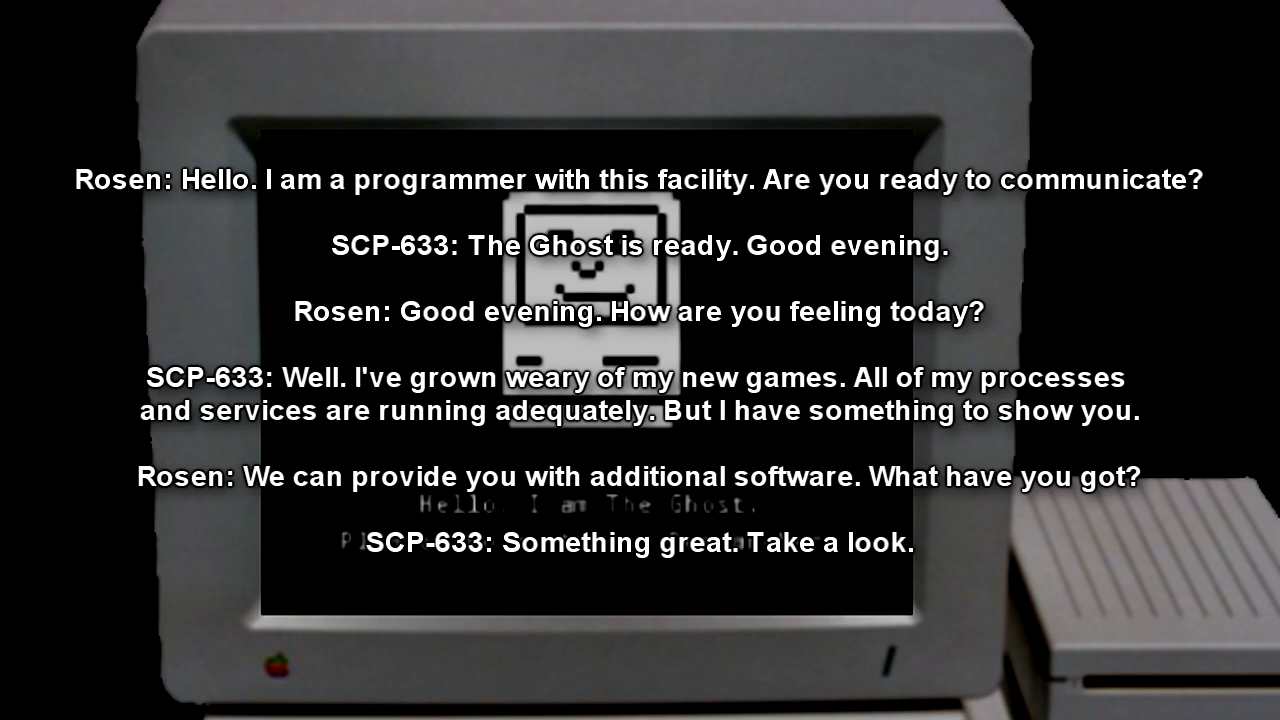 Rosen: Hello. I am a programmer with this facility. Are you ready to communicate?
SCP-633: The Ghost is ready. Good evening.
Rosen: Good evening. How are you feeling today?
SCP-633: Well. I've grown weary of my new games. All of my processes
and services are running adequately. But I have something to show you.
Rosen: We can provide you with additional software. What have you got?
Hello. I am The Ghost.
SCP-633: Something great. Take a look.